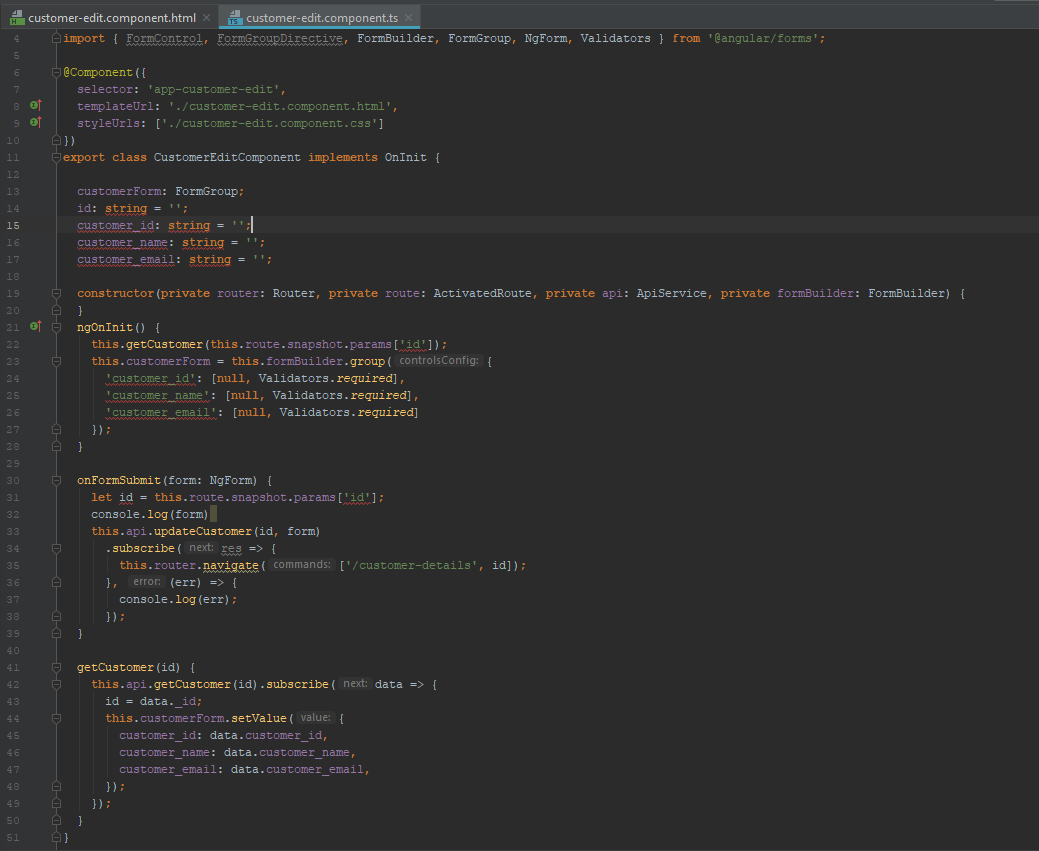 customer-edit.component.html × customer-edit.component.ts ×
4 import { FormControl, FormGroupDirective, FormBuilder, FormGroup, NgForm, Validators } from '@angular/forms';
5
6 @Component({
7 selector: 'app-customer-edit',
8 templateUrl: './customer-edit.component.html',
9 styleUrls: ['./customer-edit.component.css']
10 })
11 export class CustomerEditComponent implements OnInit {
12
13 customerForm: FormGroup;
14 id: string = '';
15 customer_id: string = '';
16 customer_name: string = '';
17 customer_email: string = '';
18
19 constructor(private router: Router, private route: ActivatedRoute, private api: ApiService, private formBuilder: FormBuilder) {
20 }
21 ngOnInit() {
22 this.getCustomer(this.route.snapshot.params['id']);
23 this.customerForm = this.formBuilder.group( controlsConfig: {
24 'customer_id': [null, Validators.required],
25 'customer_name': [null, Validators.required],
26 'customer_email': [null, Validators.required]
27 });
28 }
29
30 onFormSubmit(form: NgForm) {
31 let id = this.route.snapshot.params['id'];
32 console.log(form)
33 this.api.updateCustomer(id, form)
34 .subscribe( next: res => {
35 this.router.navigate( commands: ['/customer-details', id]);
36 }, error: (err) => {
37 console.log(err);
38 });
39 }
40
41 getCustomer(id) {
42 this.api.getCustomer(id).subscribe( next: data => {
43 id = data._id;
44 this.customerForm.setValue( value: {
45 customer_id: data.customer_id,
46 customer_name: data.customer_name,
47 customer_email: data.customer_email,
48 });
49 });
50 }
51 }